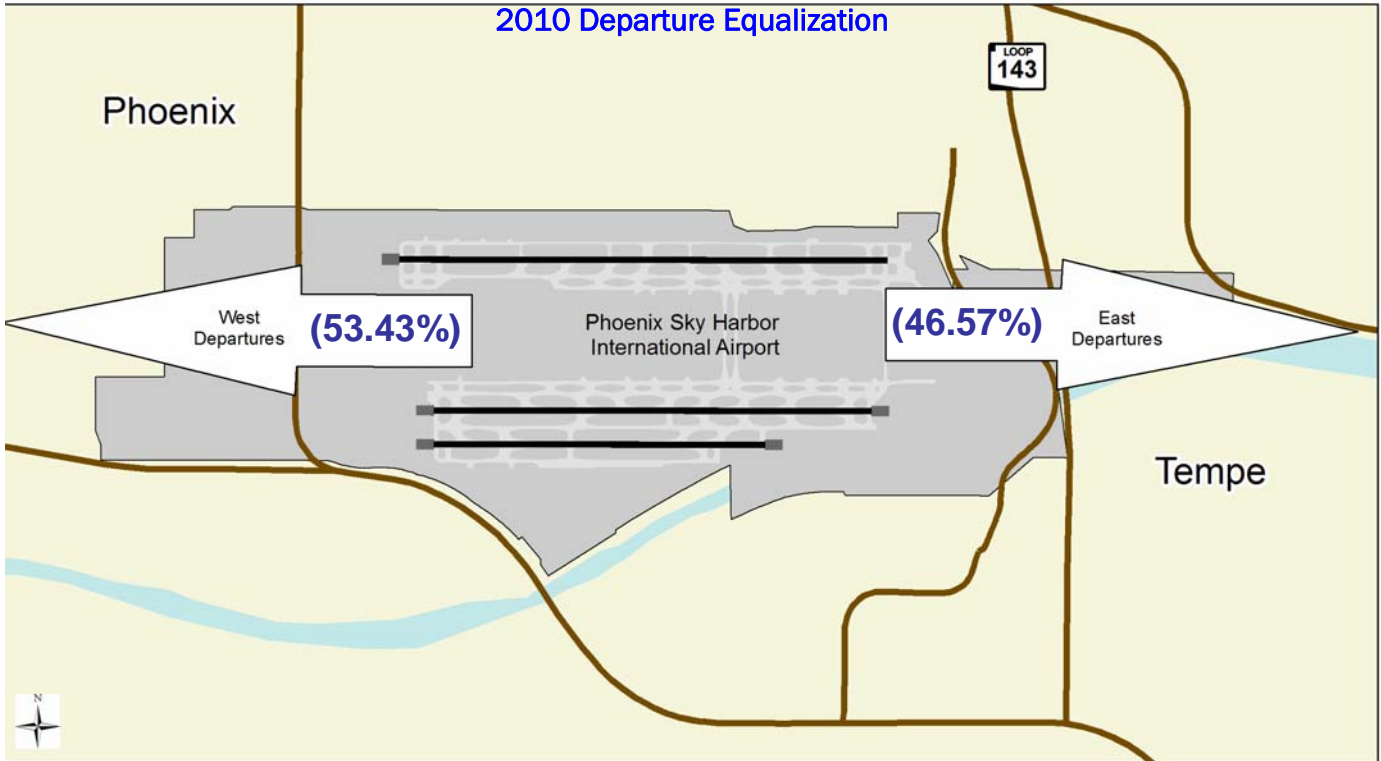 2010 Departure Equalization
LOOP
143
Phoenix
West
Departures
(53.43%)
Phoenix Sky Harbor
International Airport
(46.57%)
East
Departures
Tempe
N